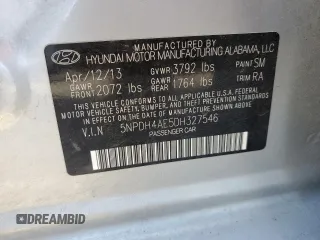 MANUFACTURED BY
HYUNDAI MOTOR MANUFACTURING ALABAMA, LLC
Apr/12/13 GVWR 3792 lbs PAINT SM
GAWR FRONT 2072 lbs GAWR REAR 1764 lbs TRIM RA
THIS VEHICLE CONFORMS TO ALL APPLICABLE
U.S.A. FEDERAL MOTOR VEHICLE SAFETY, BUMPER,
AND THEFT PREVENTION STANDARDS IN EFFECT ON
THE DATE OF MANUFACTURE SHOWN ABOVE.
V.I.N 5NPDH4AE5DH327546
PASSENGER CAR
DREAMBID